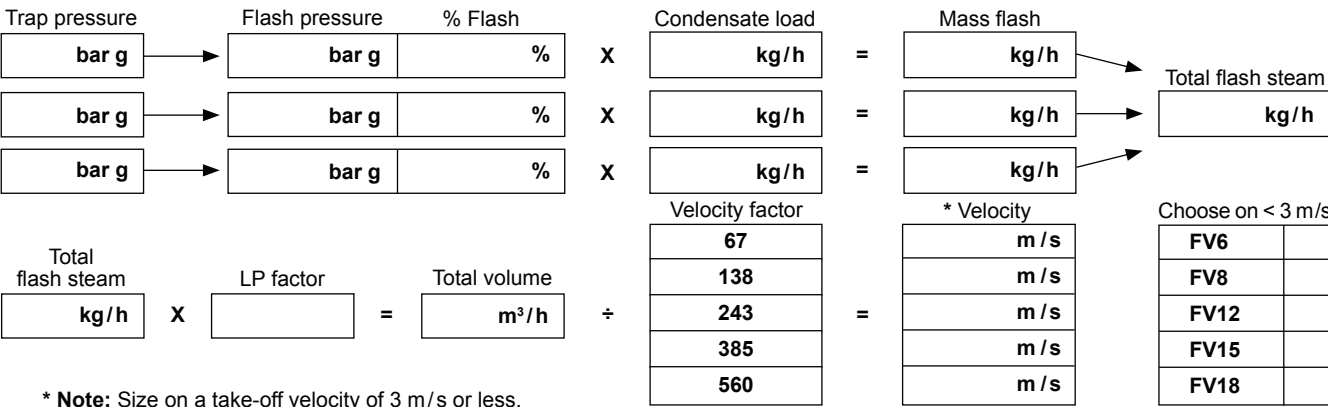 Trap pressure Flash pressure % Flash Condensate load Mass flash
bar g bar g % X kg/h = kg/h
Total flash steam
bar g bar g % X kg/h = kg/h kg/h
bar g bar g % X kg/h = kg/h
Velocity factor * Velocity Choose on < 3 m/s
67 m/s FV6
Total
flash steam LP factor Total volume
138 m/s FV8
kg/h X = m³/h ÷ 243 = m/s FV12
385 m/s FV15
560 m/s FV18
* Note: Size on a take-off velocity of 3 m/s or less.